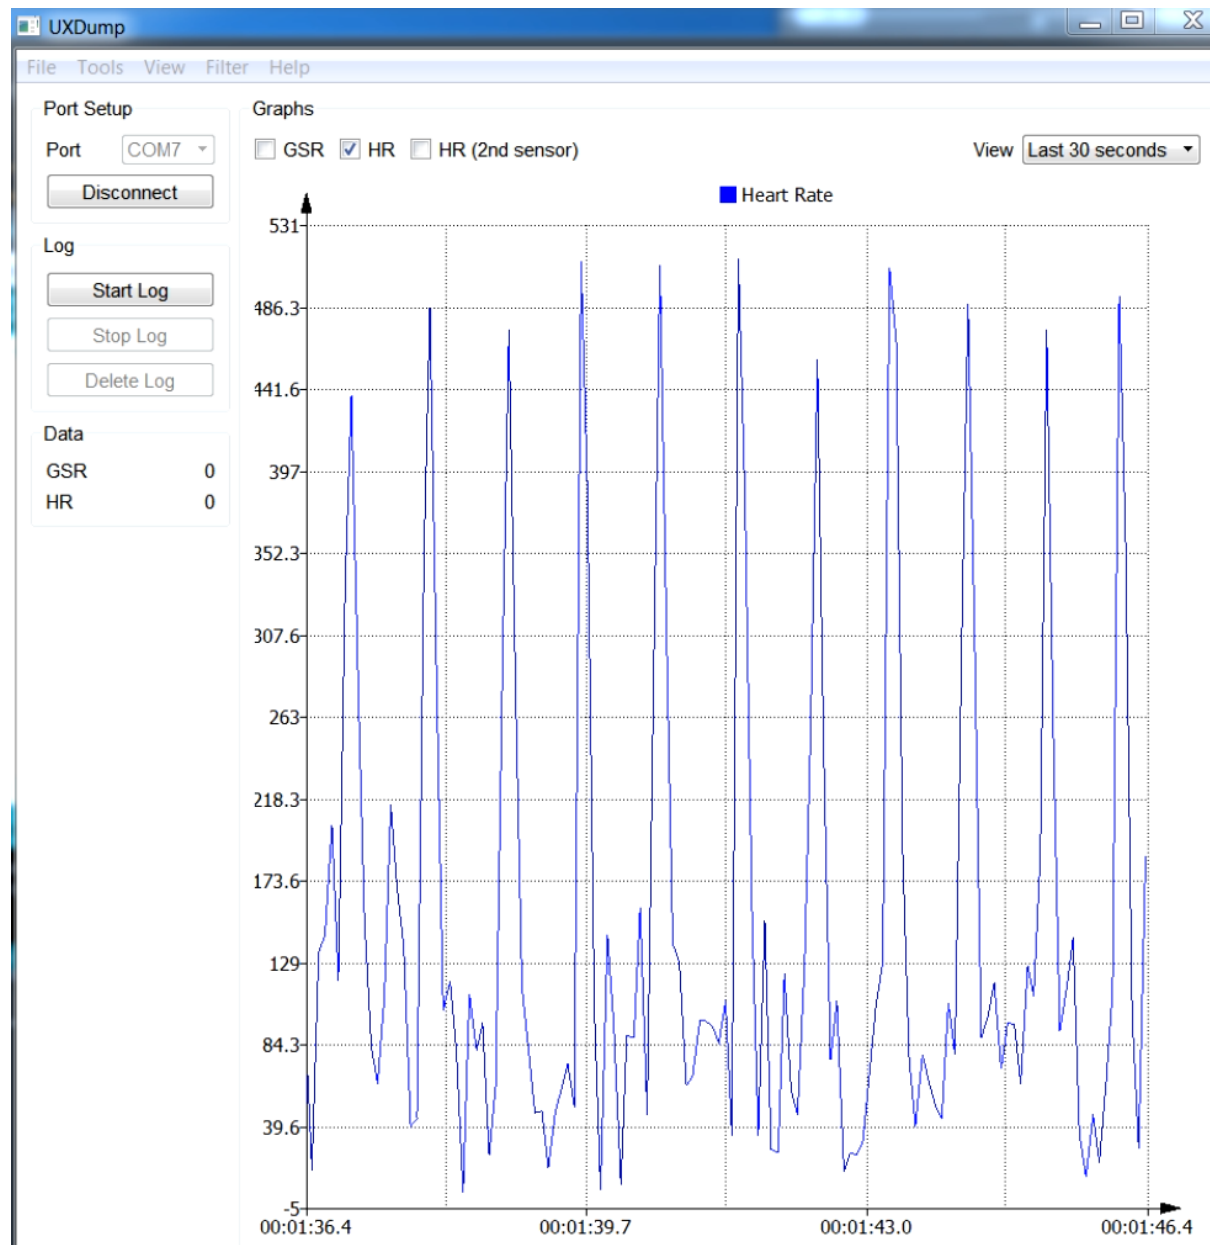 UXDump
File Tools View Filter Help
Port Setup
Port COM7
Disconnect
Log
Start Log
Stop Log
Delete Log
Data
GSR 0
HR 0
Graphs
GSR HR HR (2nd sensor) View Last 30 seconds
Heart Rate
531
486.3
441.6
397
352.3
307.6
263
218.3
173.6
129
84.3
39.6
-5
00:01:36.4 00:01:39.7 00:01:43.0 00:01:46.4